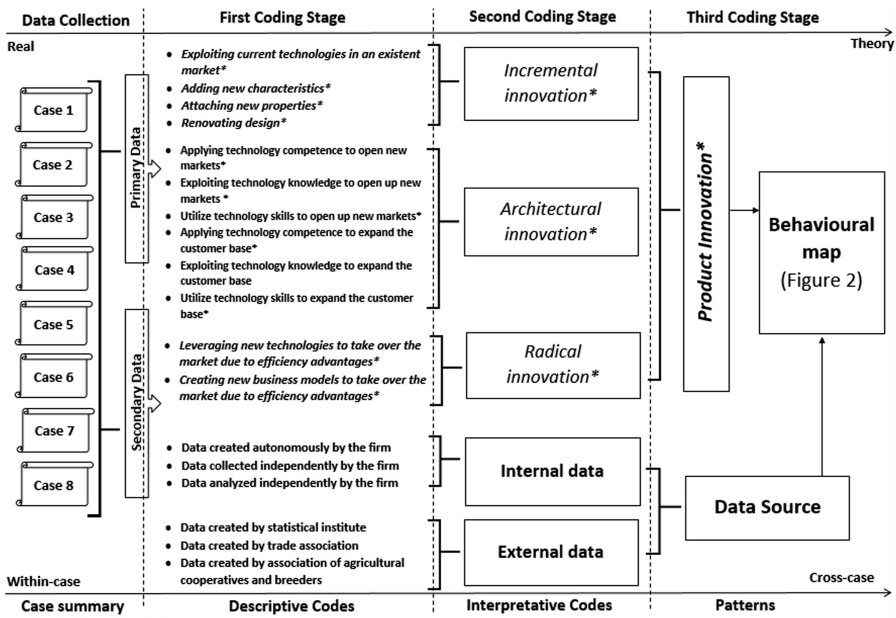 Data Collection
First Coding Stage
Second Coding Stage
Third Coding Stage
Real
Theory
Case 1
Case 2
Case 3
Case 4
Case 5
Case 6
Case 7
Case 8
Primary Data
Secondary Data
• Exploiting current technologies in an existent
market*
• Adding new characteristics*
• Attaching new properties*
• Renovating design*
• Applying technology competence to open new
markets*
• Exploiting technology knowledge to open up new
markets *
• Utilize technology skills to open up new markets*
• Applying technology competence to expand the
customer base*
• Exploiting technology knowledge to expand the
customer base
• Utilize technology skills to expand the customer
base*
• Leveraging new technologies to take over the
market due to efficiency advantages*
• Creating new business models to take over the
market due to efficiency advantages*
• Data created autonomously by the firm
• Data collected independently by the firm
• Data analyzed independently by the firm
• Data created by statistical institute
• Data created by trade association
• Data created by association of agricultural
cooperatives and breeders
Incremental
innovation*
Architectural
innovation*
Radical
innovation*
Internal data
External data
Product Innovation*
Data Source
Behavioural
map
(Figure 2)
Within-case
Cross-case
Case summary
Descriptive Codes
Interpretative Codes
Patterns